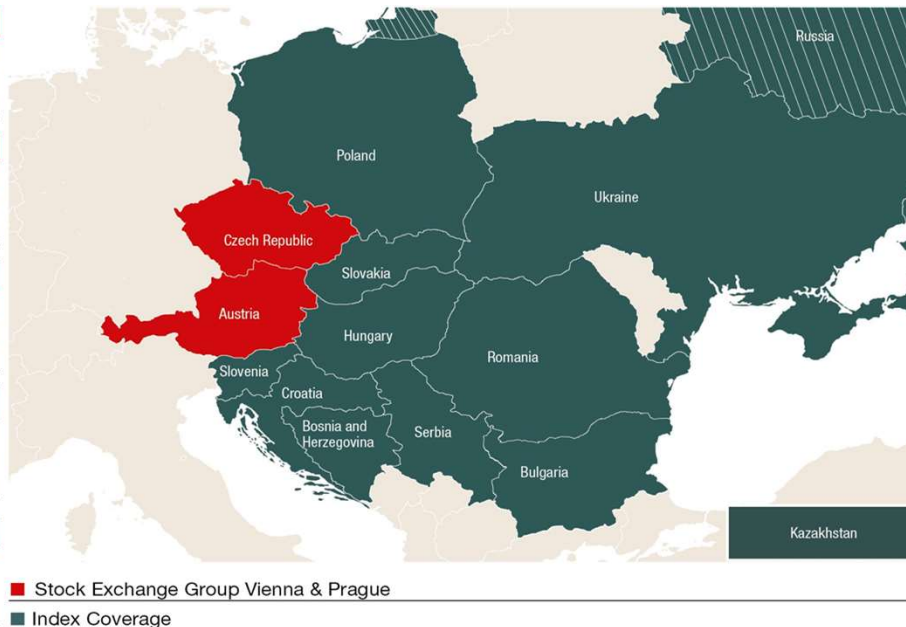 Russia
Poland
Ukraine
Czech Republic
Slovakia
Austria
Hungary
Romania
Slovenia
Croatia
Bosnia and
Herzegovina
Serbia
Bulgaria
Kazakhstan
Stock Exchange Group Vienna & Prague
Index Coverage